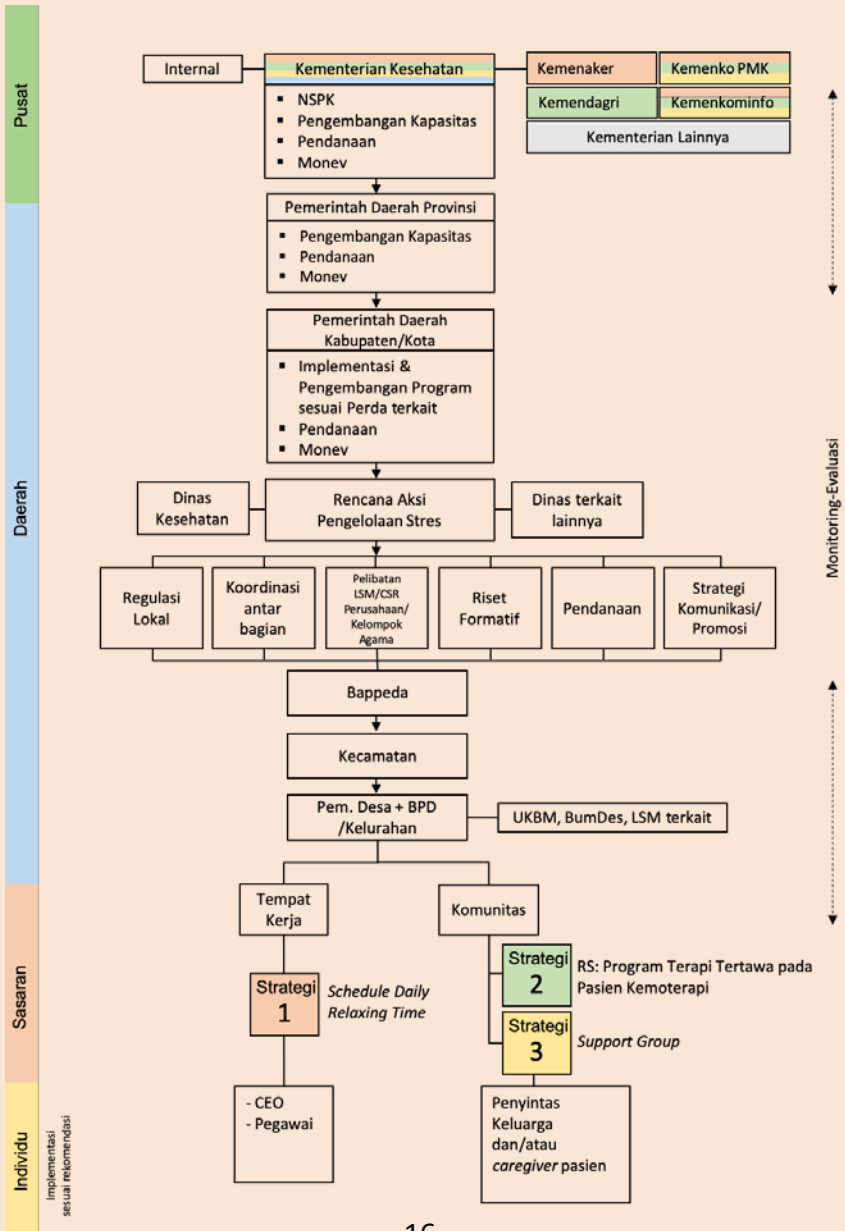 Pusat
Internal
Kementerian Kesehatan
▪ NSPK
▪ Pengembangan Kapasitas
▪ Pendanaan
▪ Monev
Kemenaker
Kemenko PMK
Kemendagri
Kemenkominfo
Kementerian Lainnya
Daerah
Pemerintah Daerah Provinsi
▪ Pengembangan Kapasitas
▪ Pendanaan
▪ Monev
Pemerintah Daerah
Kabupaten/Kota
▪ Implementasi &
Pengembangan Program
sesuai Perda terkait
▪ Pendanaan
▪ Monev
Dinas
Kesehatan
Rencana Aksi
Pengelolaan Stres
Dinas terkait
lainnya
Monitoring-Evaluasi
Regulasi
Lokal
Koordinasi
antar
bagian
Pelibatan
LSM/CSR
Perusahaan/
Kelompok
Agama
Riset
Formatif
Pendanaan
Strategi
Komunikasi/
Promosi
Bappeda
Kecamatan
Pem. Desa + BPD
/Kelurahan
UKBM, BumDes, LSM terkait
Sasaran
Tempat
Kerja
Komunitas
Strategi
1
Schedule Daily
Relaxing Time
Strategi
2
RS: Program Terapi Tertawa pada
Pasien Kemoterapi
Strategi
3
Support Group
Individu
Implementasi
sesuai rekomendasi
- CEO
- Pegawai
Penyintas
Keluarga
dan/atau
caregiver pasien
16